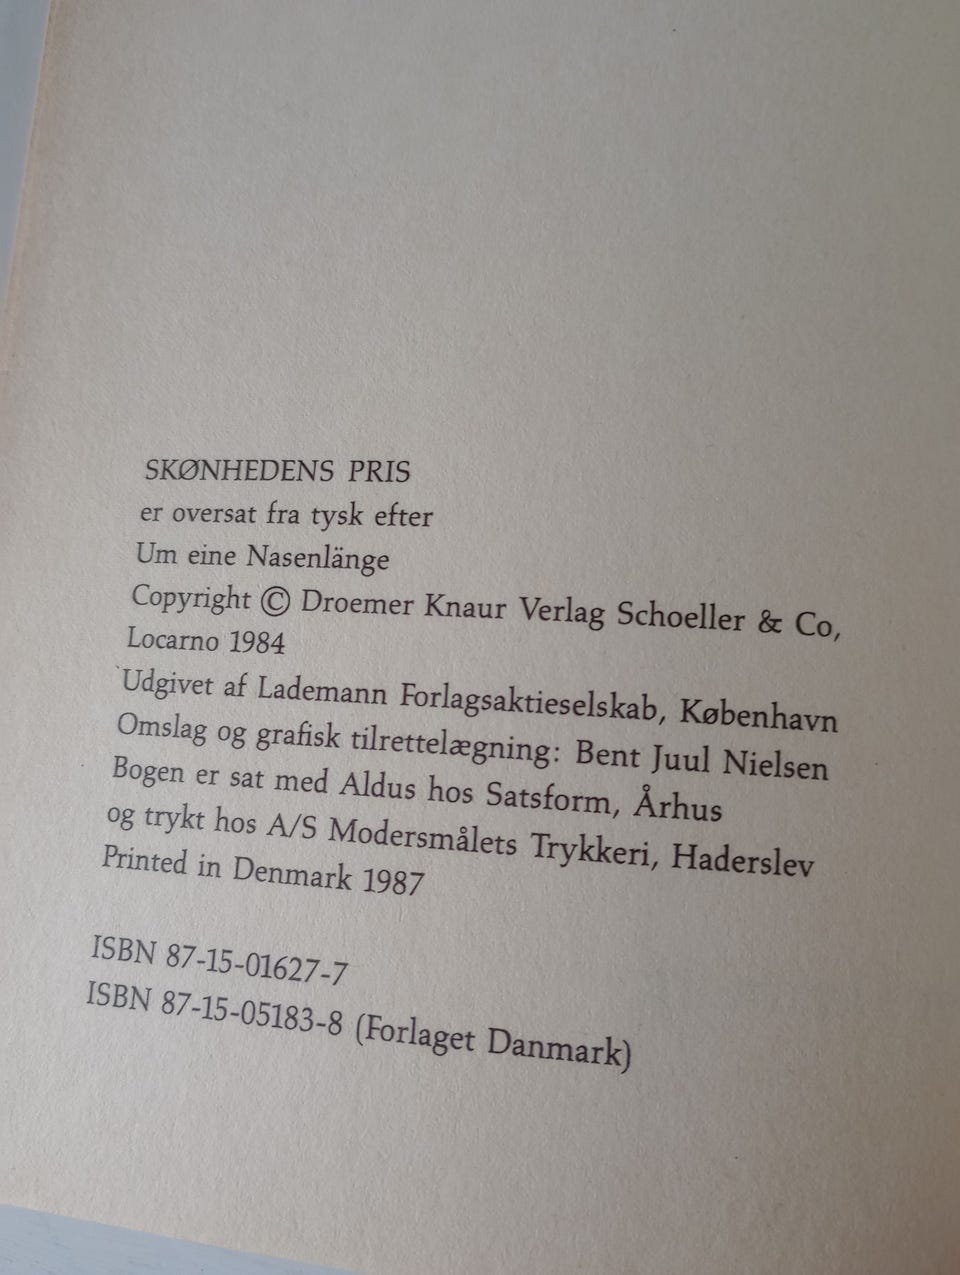 SKØNHEDENS PRIS
er oversat fra tysk efter
Um eine Nasenlänge
Copyright © Droemer Knaur Verlag Schoeller & Co,
Locarno 1984
Udgivet af Lademann Forlagsaktieselskab, København
Omslag og grafisk tilrettelægning: Bent Juul Nielsen
Bogen er sat med Aldus hos Satsform, Århus
og trykt hos A/S Modersmålets Trykkeri, Haderslev
Printed in Denmark 1987
ISBN 87-15-01627-7
ISBN 87-15-05183-8 (Forlaget Danmark)